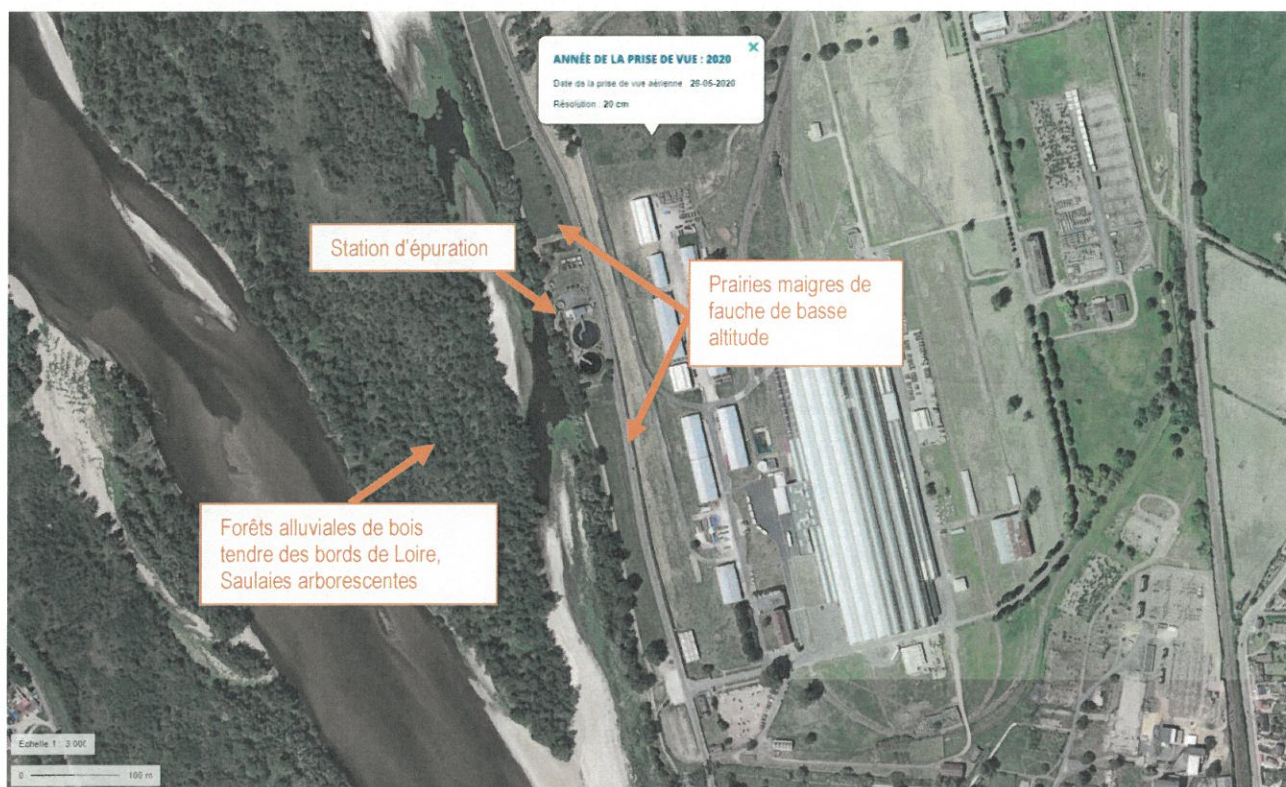 ANNÉE DE LA PRISE DE VUE : 2020
Date de la prise de vue aérienne : 26-05-2020
Résolution : 20 cm
Station d'épuration
Prairies maigres de
fauche de basse
altitude
Forêts alluviales de bois
tendre des bords de Loire,
Saulaies arborescentes
Echelle 1 : 3 000
0
100 m